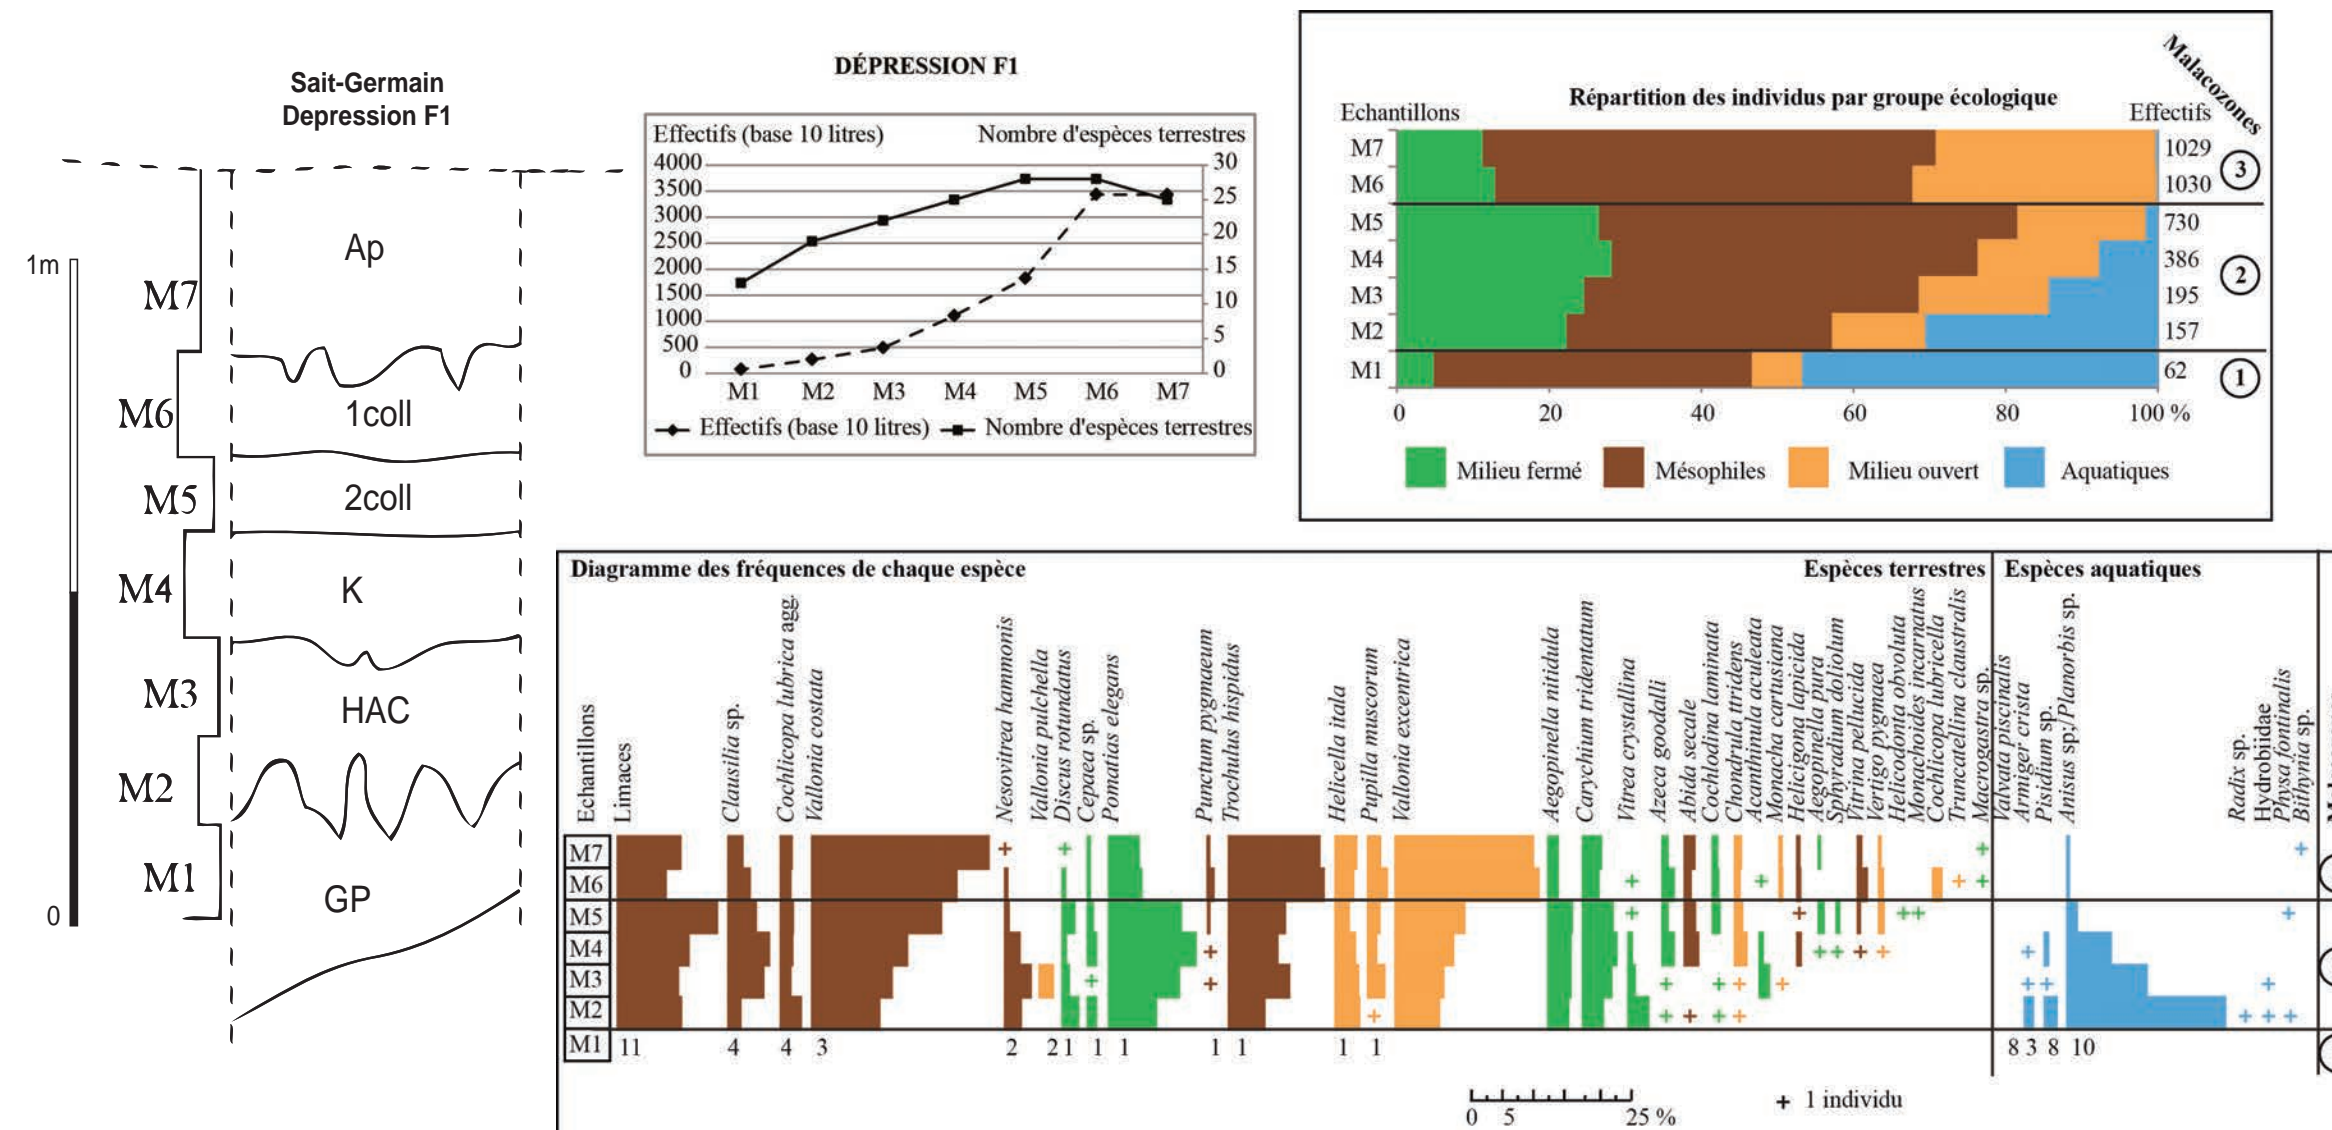 Sait-Germain
Depression F1
1m
0
M7
M6
M5
M4
M3
M2
M1
Ap
1coll
2coll
K
HAC
GP
DÉPRESSION F1
Effectifs (base 10 litres) Nombre d'espèces terrestres
4000 30
3500 25
3000
2500 20
2000
1500 15
1000 10
500 5
0 0
M1 M2 M3 M4 M5 M6 M7
Effectifs (base 10 litres) Nombre d'espèces terrestres
Malacozones
Répartition des individus par groupe écologique
Echantillons Effectifs
M7 1029
M6 1030 3
M5 730
M4 386 2
M3 195
M2 157
M1 62 1
0 20 40 60 80 100 %
Milieu fermé Mésophiles Milieu ouvert Aquatiques
Diagramme des fréquences de chaque espèce Espèces terrestres Espèces aquatiques
Echantillons
Limaces
Clausilia sp.
Cochlicopa lubrica agg.
Vallonia costata
Nesovitrea hammonis
Vallonia pulchella
Discus rotundatus
Cepaea sp.
Pomatias elegans
Punctum pygmaeum
Trochulus hispidus
Helicella itala
Pupilla muscorum
Vallonia excentrica
Aegopinella nitidula
Carychium tridentatum
Vitrea crystallina
Azeca goodalli
Abida secale
Cochlodina laminata
Chondrula tridens
Acanthinula aculeata
Monacha cartusiana
Helicigona lapicida
Aegopinella pura
Sphyradium doliolum
Vitrina pellucida
Vertigo pygmaea
Helicodonta obvoluta
Monachoides incarnatus
Cochlicopa lubricella
Truncatellina claustralis
Macrogastra sp.
Valvata piscinalis
Armiger crista
Pisidium sp.
Anisus sp./Planorbis sp.
Radix sp.
Hydrobiidae
Physa fontinalis
Bithynia sp.
M7
M6
M5
M4
M3
M2
M1 11 4 4 3 2 2 1 1 1 1 1 1 1 8 3 8 10
0 5 25 %
+ 1 individu